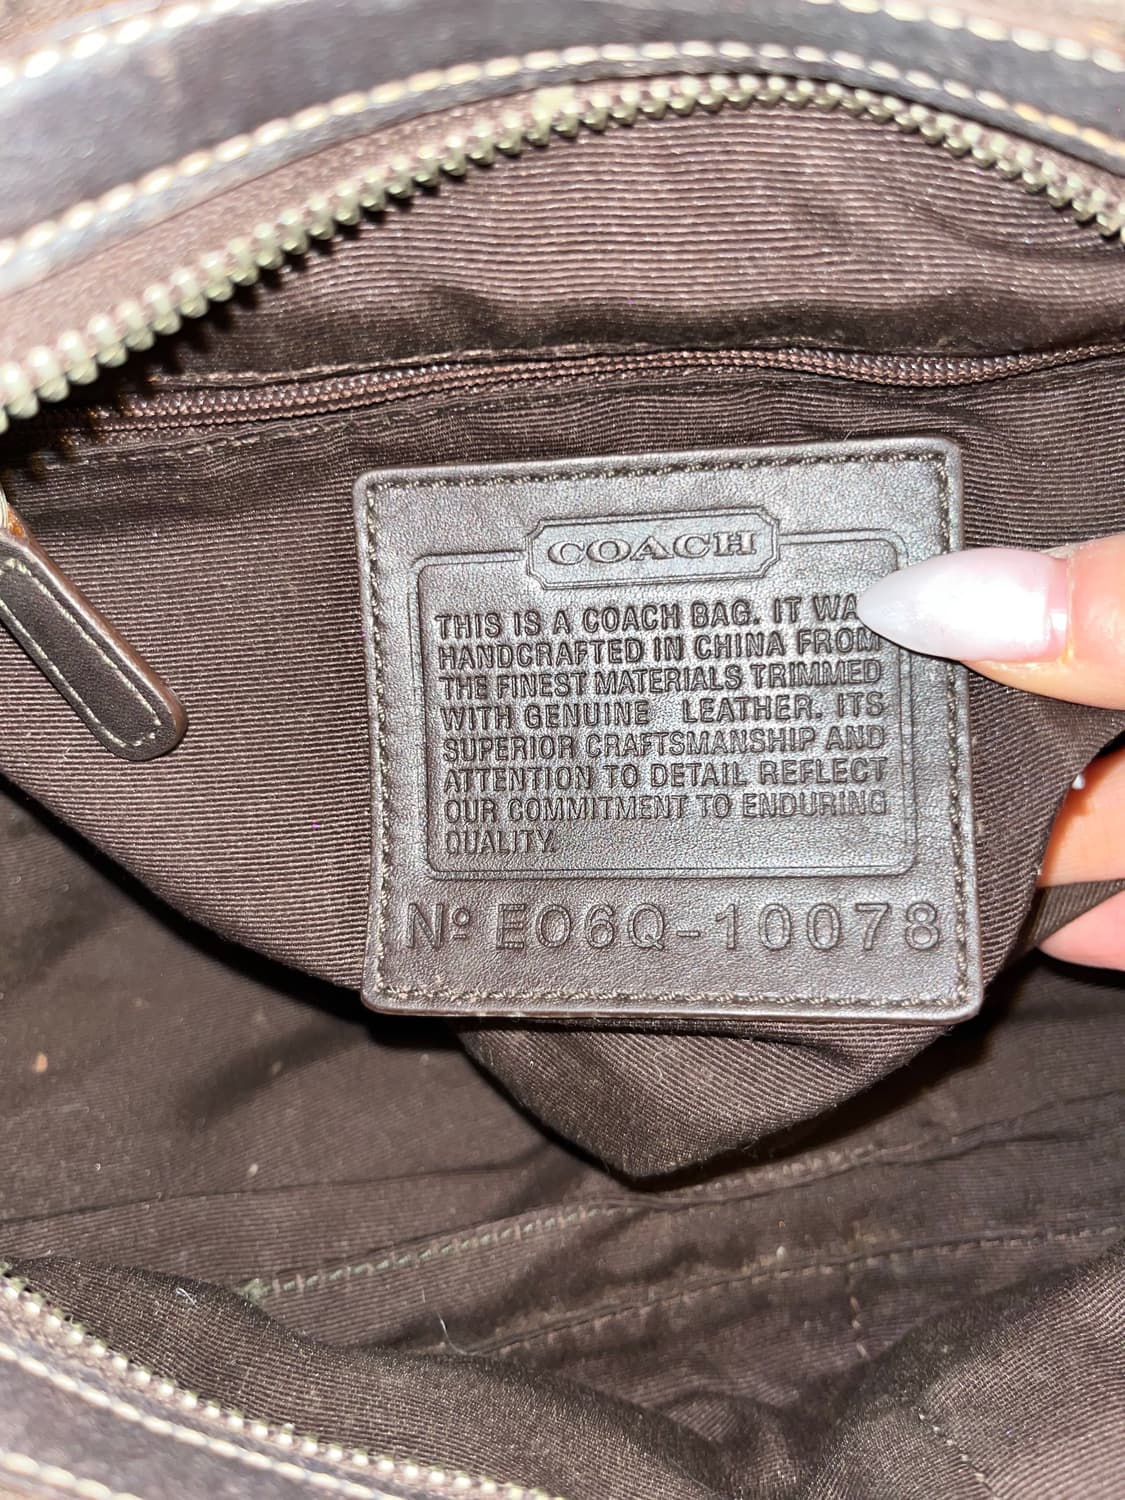 COACH
THIS IS A COACH BAG. IT WA
HANDCRAFTED IN CHINA FROM
THE FINEST MATERIALS TRIMMED
WITH GENUINE LEATHER. ITS
SUPERIOR CRAFTSMANSHIP AND
ATTENTION TO DETAIL REFLECT
OUR COMMITMENT TO ENDURING
QUALITY.
Nº EO6Q-10078